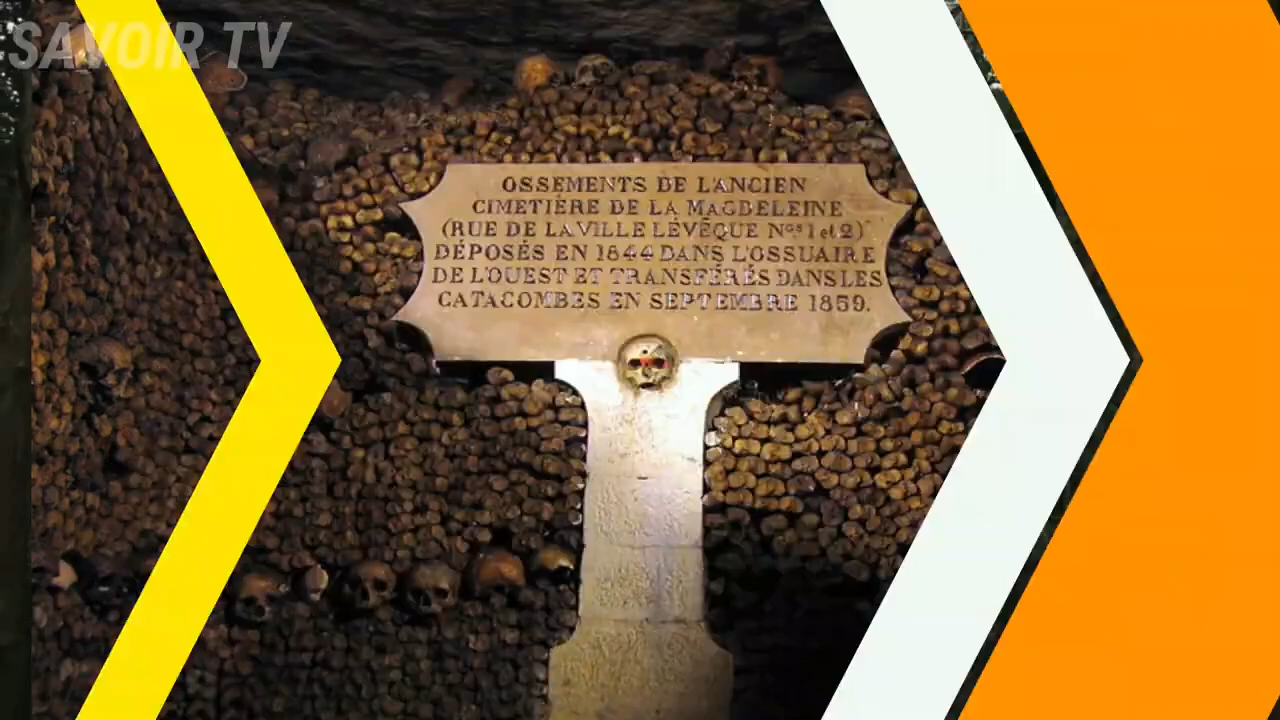 SAVOIR TV
OSSEMENTS DE L'ANCIEN
CIMETIÈRE DE LA MAGDELEINE
(RUE DE LA VILLE LÉVÊQUE Nos 1 et 2)
DÉPOSÉS EN 1844 DANS L'OSSUAIRE
DE L'OUEST ET TRANSFÉRÉS DANS LES
CATACOMBES EN SEPTEMBRE 1859.